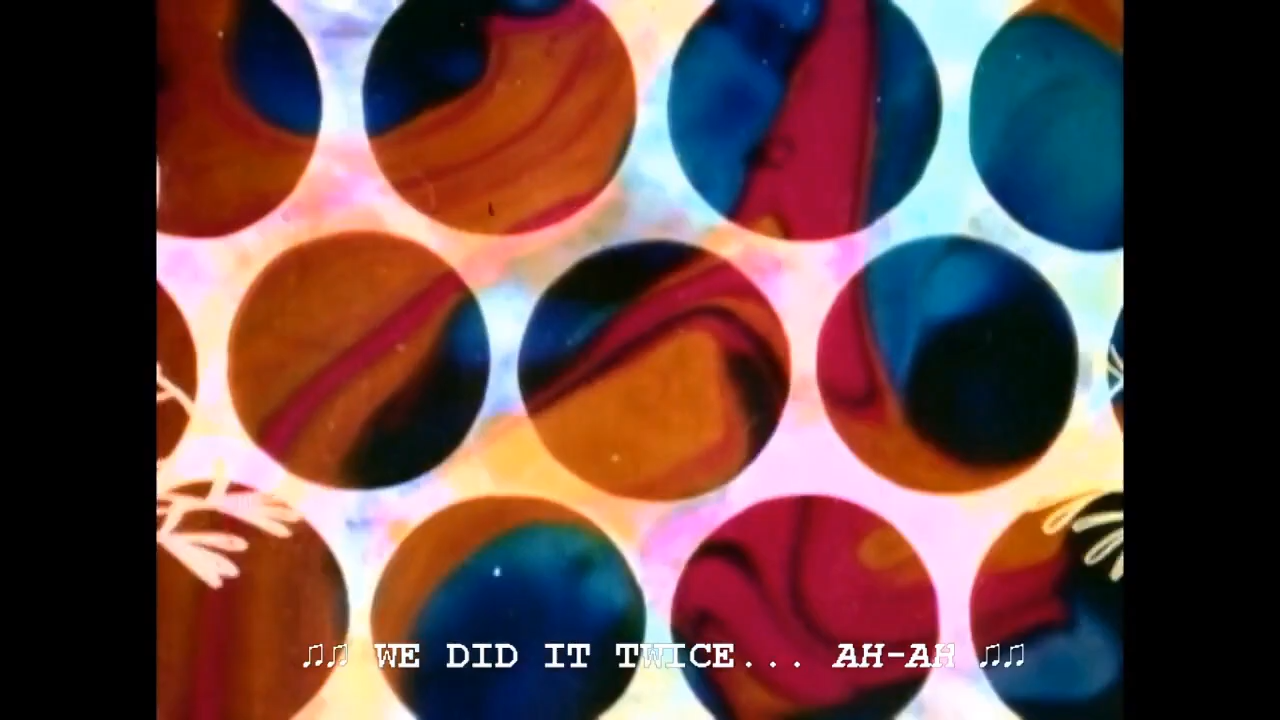 ♫♫ WE DID IT TWICE... AH-AH ♫♫